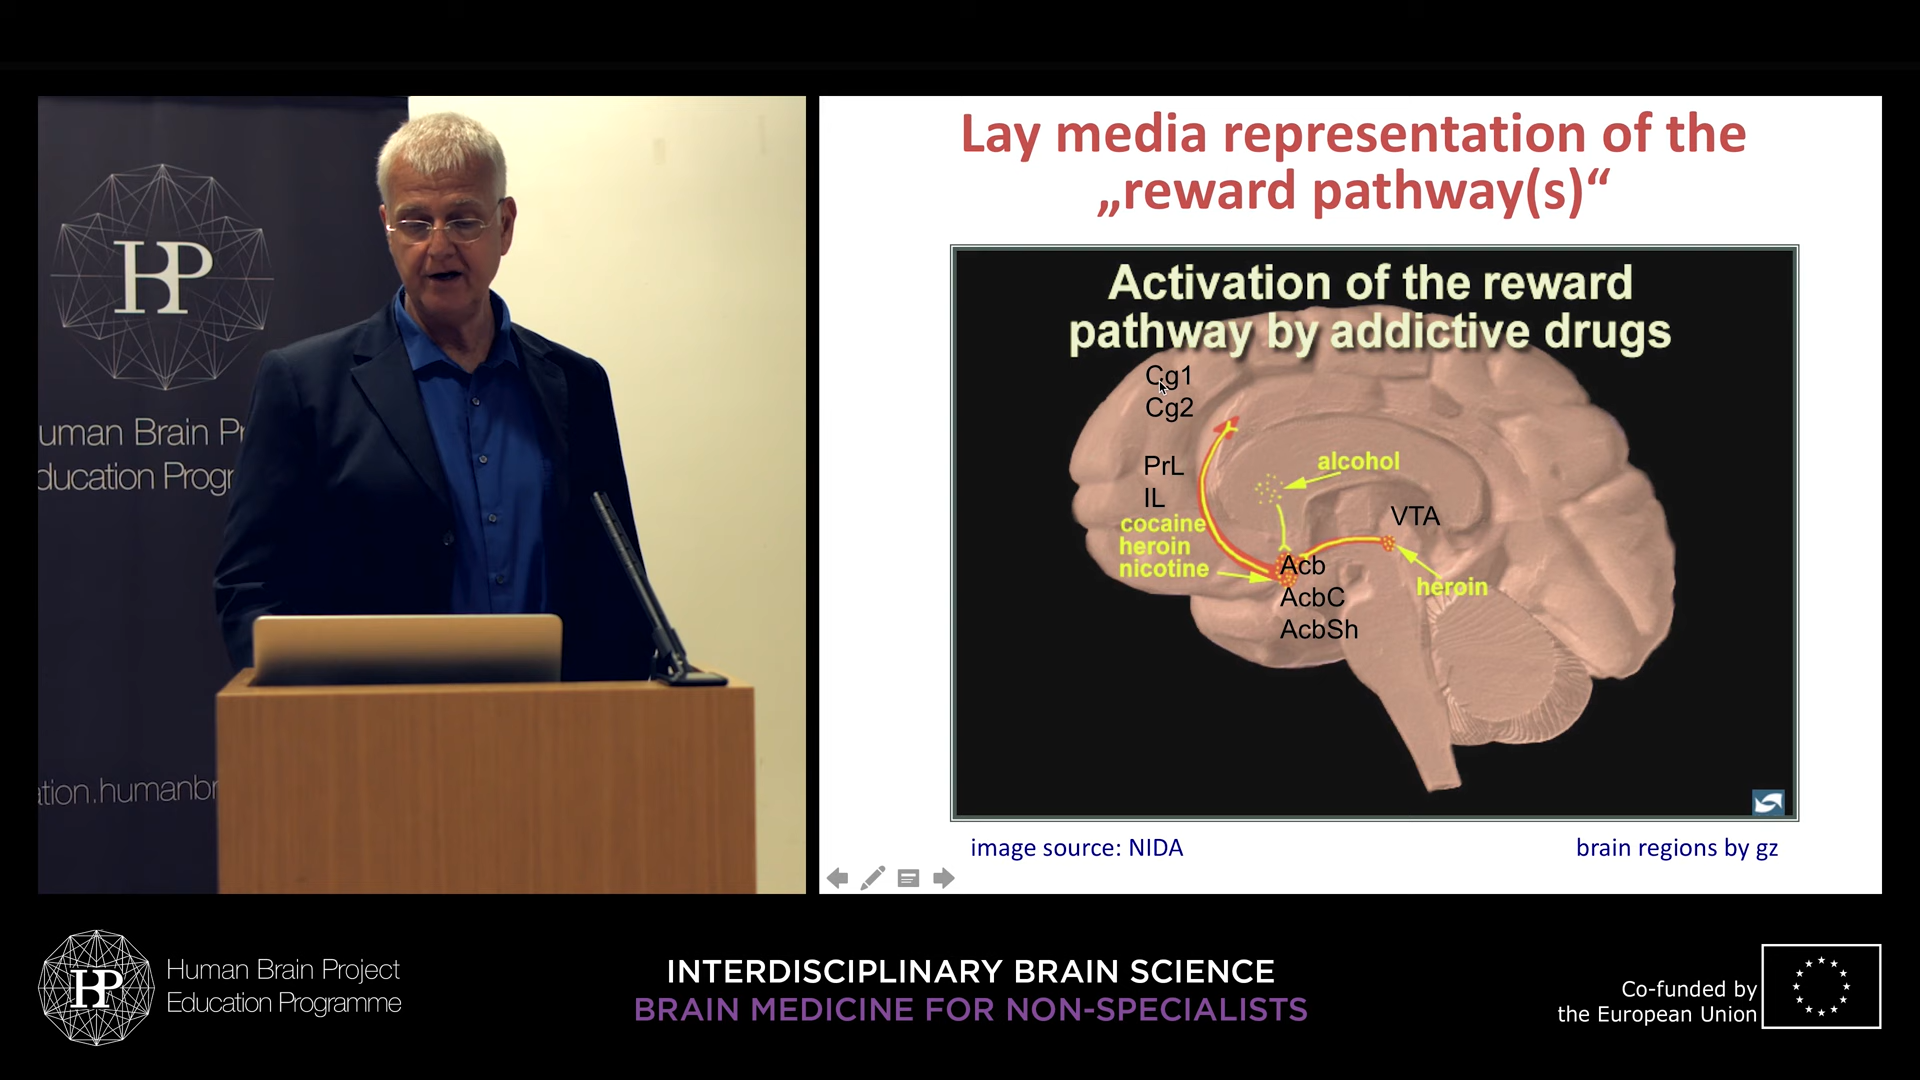 HP
uman Brain Pr
ducation Progr
ation.humanbr
Lay media representation of the
„reward pathway(s)“
Activation of the reward
pathway by addictive drugs
Cg1
Cg2
PrL
IL
cocaine
heroin
nicotine
alcohol
VTA
Acb
AcbC
AcbSh
heroin
image source: NIDA
brain regions by gz
HP
Human Brain Project
Education Programme
INTERDISCIPLINARY BRAIN SCIENCE
BRAIN MEDICINE FOR NON-SPECIALISTS
Co-funded by
the European Union